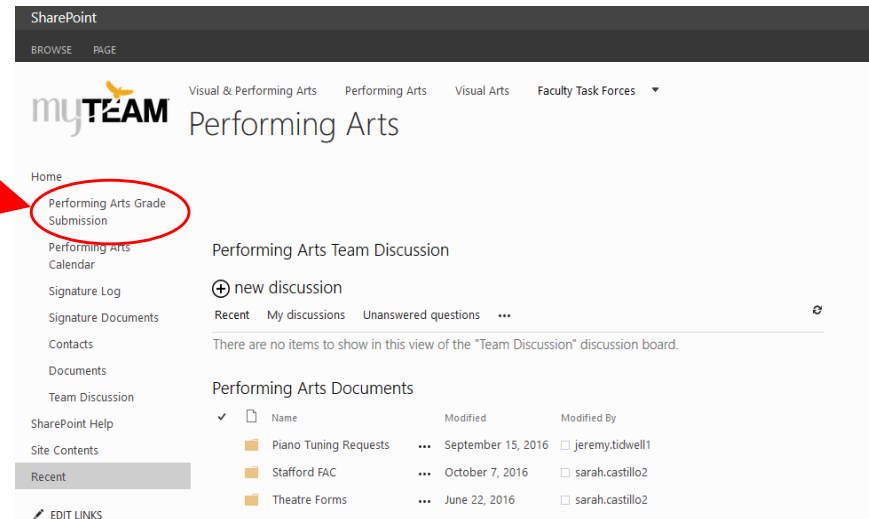 SharePoint
BROWSE PAGE
myTEAM
Visual & Performing Arts Performing Arts Visual Arts Faculty Task Forces
Performing Arts
Home
Performing Arts Grade
Submission
Performing Arts
Calendar
Signature Log
Signature Documents
Contacts
Documents
Team Discussion
SharePoint Help
Site Contents
Recent
EDIT LINKS
Performing Arts Team Discussion
new discussion
Recent My discussions Unanswered questions ...
There are no items to show in this view of the "Team Discussion" discussion board.
Performing Arts Documents
Name Modified Modified By
Piano Tuning Requests ... September 15, 2016 jeremy.tidwell1
Stafford FAC ... October 7, 2016 sarah.castillo2
Theatre Forms ... June 22, 2016 sarah.castillo2